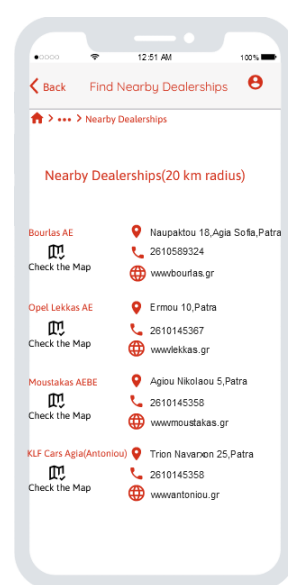 12:51 AM 100%
Back Find Nearby Dealerships
> ••• > Nearby Dealerships
Nearby Dealerships(20 km radius)
Bourlas AE Naupaktou 18,Agia Sofia,Patra
2610589324
Check the Map
wwwbourlas.gr
Opel Lekkas AE Ermou 10,Patra
2610145367
Check the Map
wwwlekkas.gr
Moustakas AEBE Agiou Nikolaou 5,Patra
2610145358
Check the Map
wwwmoustakas.gr
KLF Cars Agia(Antoniou) Trion Navarxon 25,Patra
2610145358
Check the Map
wwwantoniou.gr